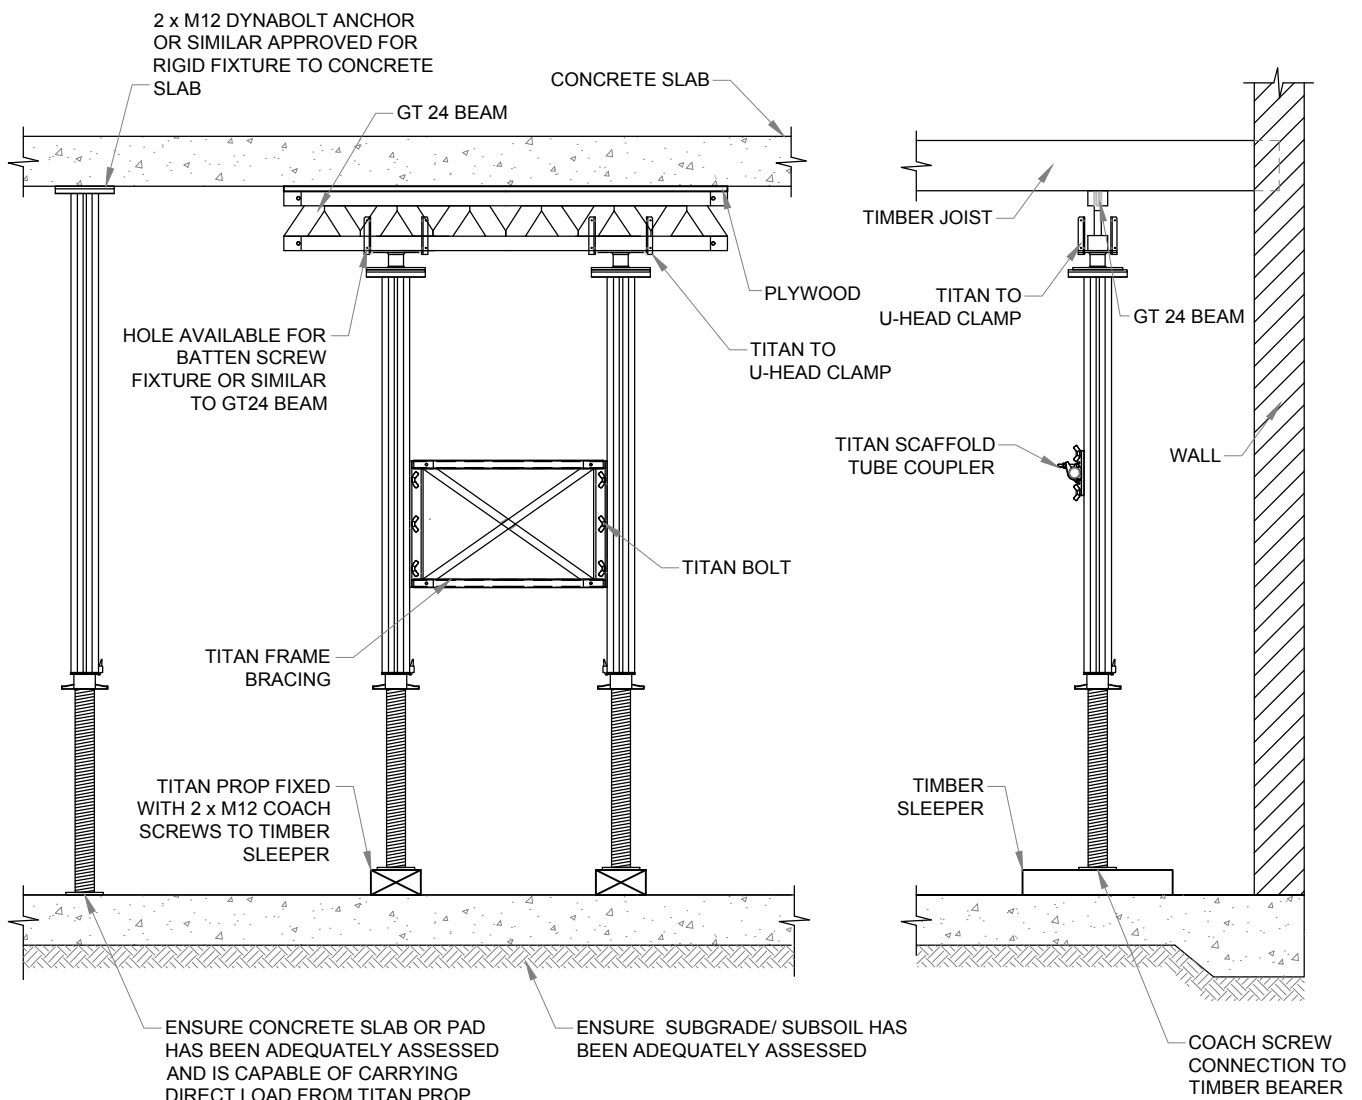 2 x M12 DYNABOLT ANCHOR
OR SIMILAR APPROVED FOR
RIGID FIXTURE TO CONCRETE
SLAB
CONCRETE SLAB
GT 24 BEAM
HOLE AVAILABLE FOR
BATTEN SCREW
FIXTURE OR SIMILAR
TO GT24 BEAM
PLYWOOD
TITAN TO
U-HEAD CLAMP
TITAN BOLT
TITAN FRAME
BRACING
TITAN PROP FIXED
WITH 2 x M12 COACH
SCREWS TO TIMBER
SLEEPER
ENSURE CONCRETE SLAB OR PAD
HAS BEEN ADEQUATELY ASSESSED
AND IS CAPABLE OF CARRYING
DIRECT LOAD FROM TITAN PROP
ENSURE  SUBGRADE/ SUBSOIL HAS
BEEN ADEQUATELY ASSESSED
TIMBER JOIST
TITAN TO
U-HEAD CLAMP
GT 24 BEAM
TITAN SCAFFOLD
TUBE COUPLER
WALL
TIMBER
SLEEPER
COACH SCREW
CONNECTION TO
TIMBER BEARER